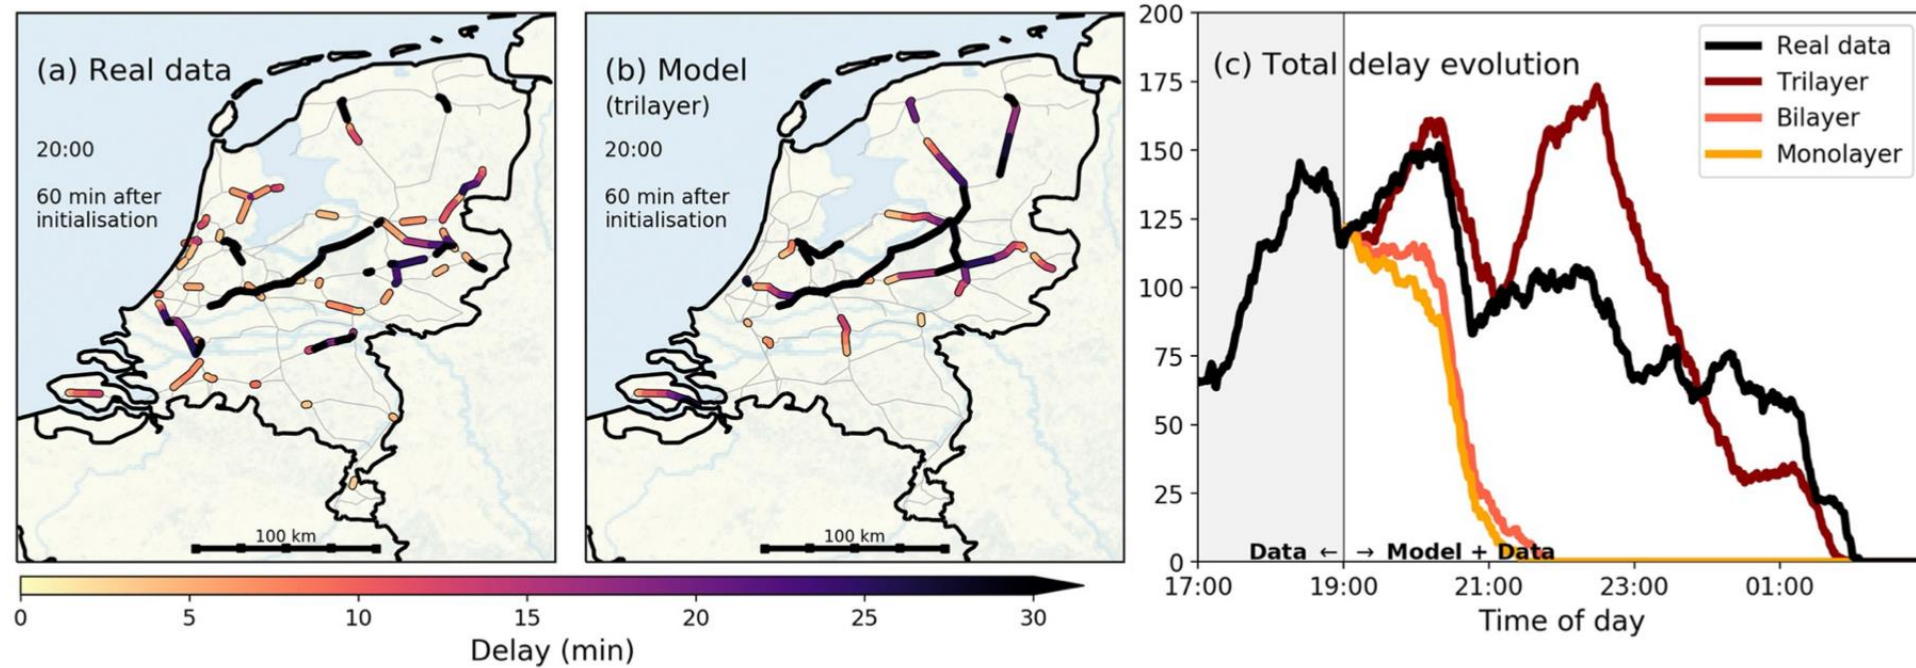 (a) Real data
20:00
60 min after
initialisation
100 km
(b) Model
(trilayer)
20:00
60 min after
initialisation
100 km
0 5 10 15 20 25 30
Delay (min)
(c) Total delay evolution
Real data
Trilayer
Bilayer
Monolayer
200
175
150
125
100
75
50
25
0
Data ← → Model + Data
17:00 19:00 21:00 23:00 01:00
Time of day